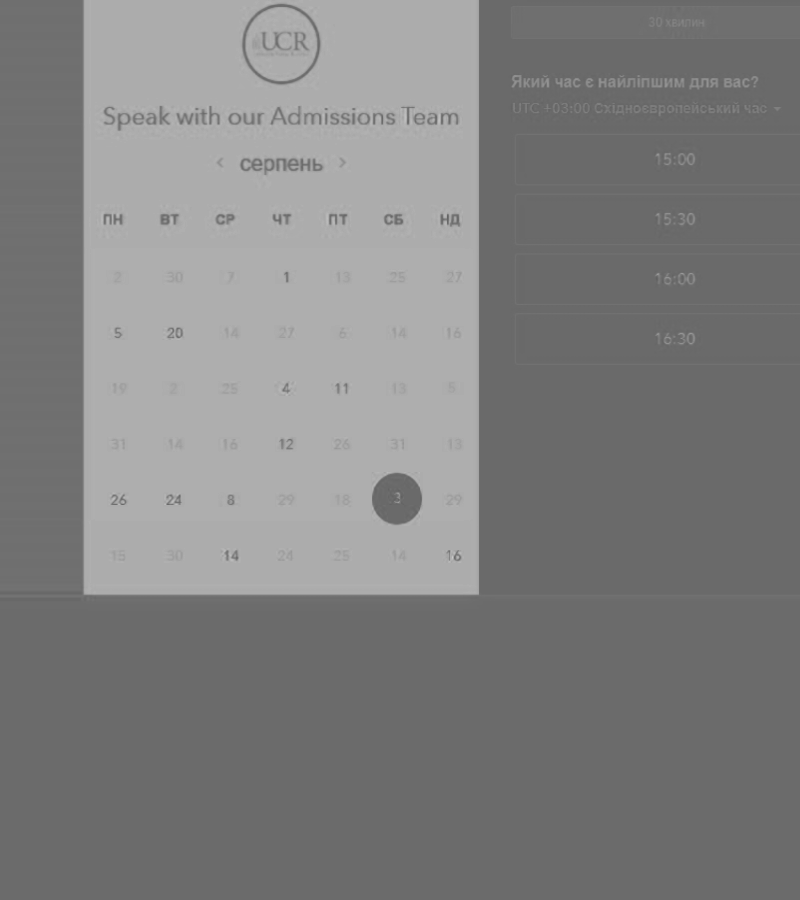 UCR
Speak with our Admissions Team
< серпень >
ПН ВТ СР ЧТ ПТ СБ НД
2 30 7 1 13 25 27
5 20 14 27 6 14 16
19 2 25 4 11 13 5
31 14 16 12 26 31 13
26 24 8 29 18 3 29
15 30 14 24 25 14 16
30 хвилин
Який час є найліпшим для вас?
UTC +03:00 Східноєвропейський час
15:00
15:30
16:00
16:30